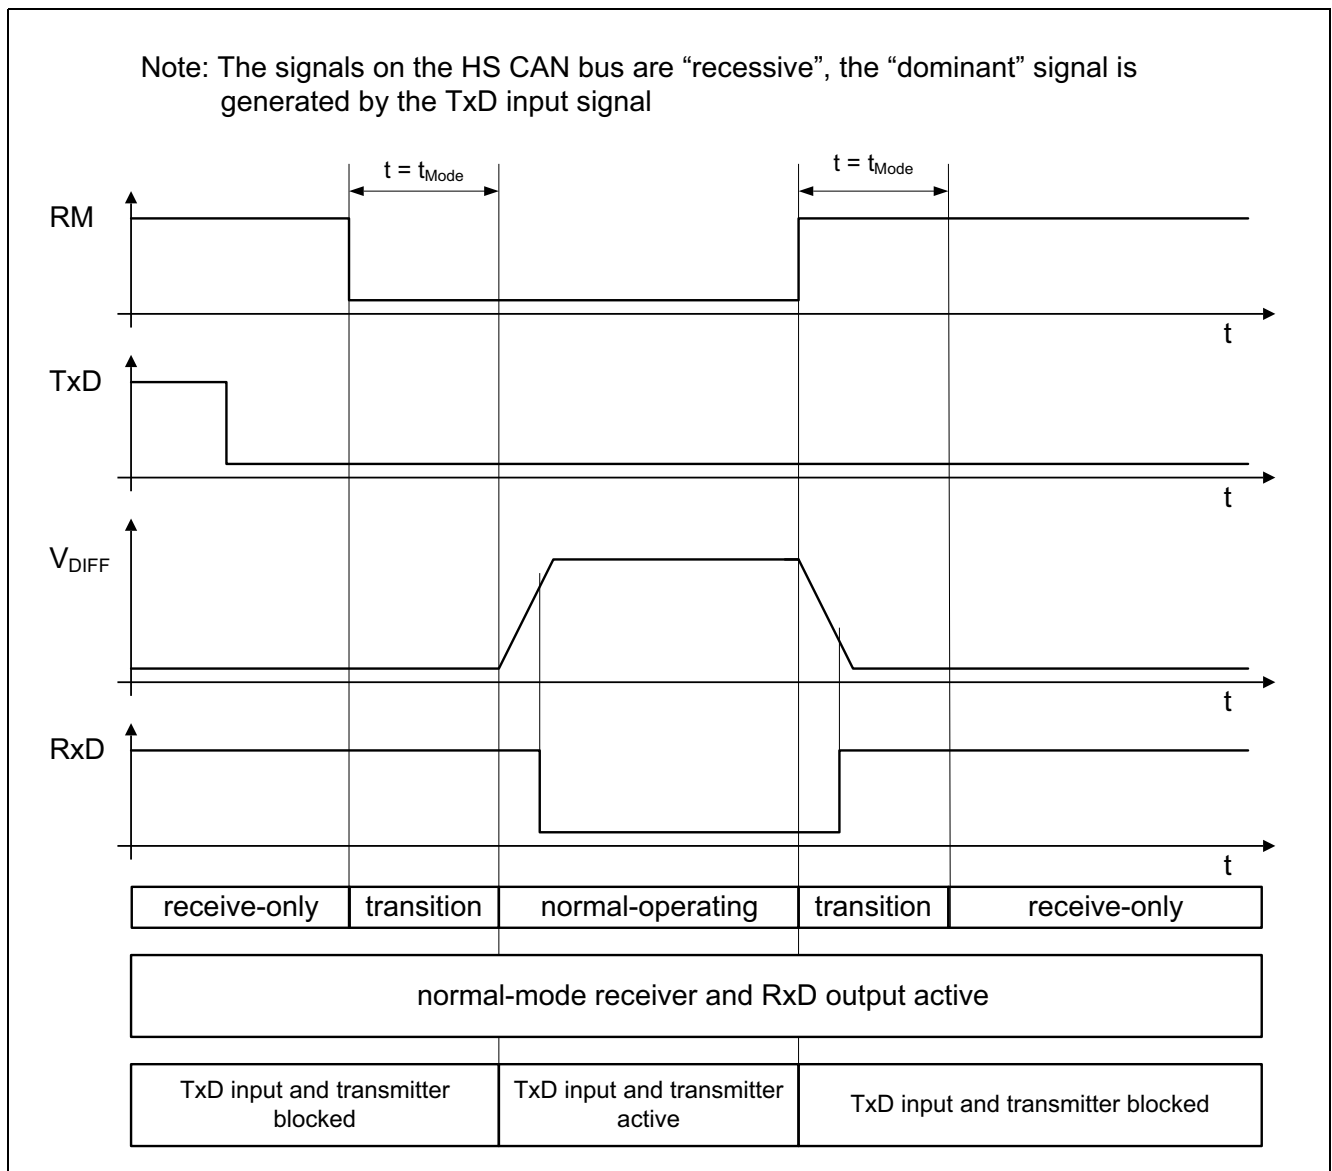 Note: The signals on the HS CAN bus are “recessive”, the “dominant” signal is
generated by the TxD input signal
t = tMode
t = tMode
RM
t
TxD
t
VDIFF
t
RxD
t
receive-only
transition
normal-operating
transition
receive-only
normal-mode receiver and RxD output active
TxD input and transmitter
blocked
TxD input and transmitter
active
TxD input and transmitter blocked